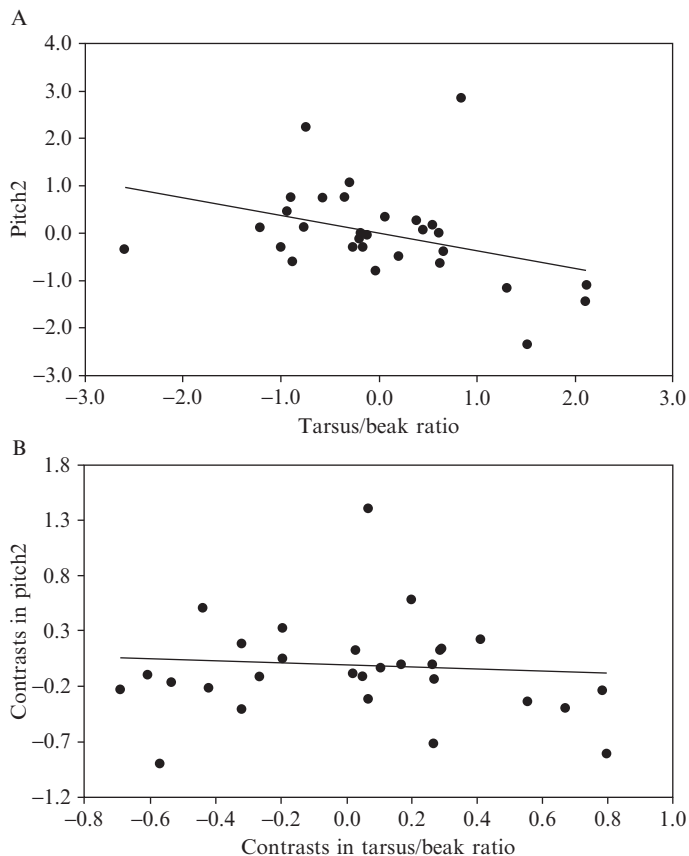 A
4.0
3.0
2.0
1.0
0.0
−1.0
−2.0
−3.0
Pitch2
−3.0 −2.0 −1.0 0.0 1.0 2.0 3.0
Tarsus/beak ratio
B
1.8
1.3
0.8
0.3
−0.2
−0.7
−1.2
Contrasts in pitch2
−0.8 −0.6 −0.4 −0.2 0.0 0.2 0.4 0.6 0.8 1.0
Contrasts in tarsus/beak ratio